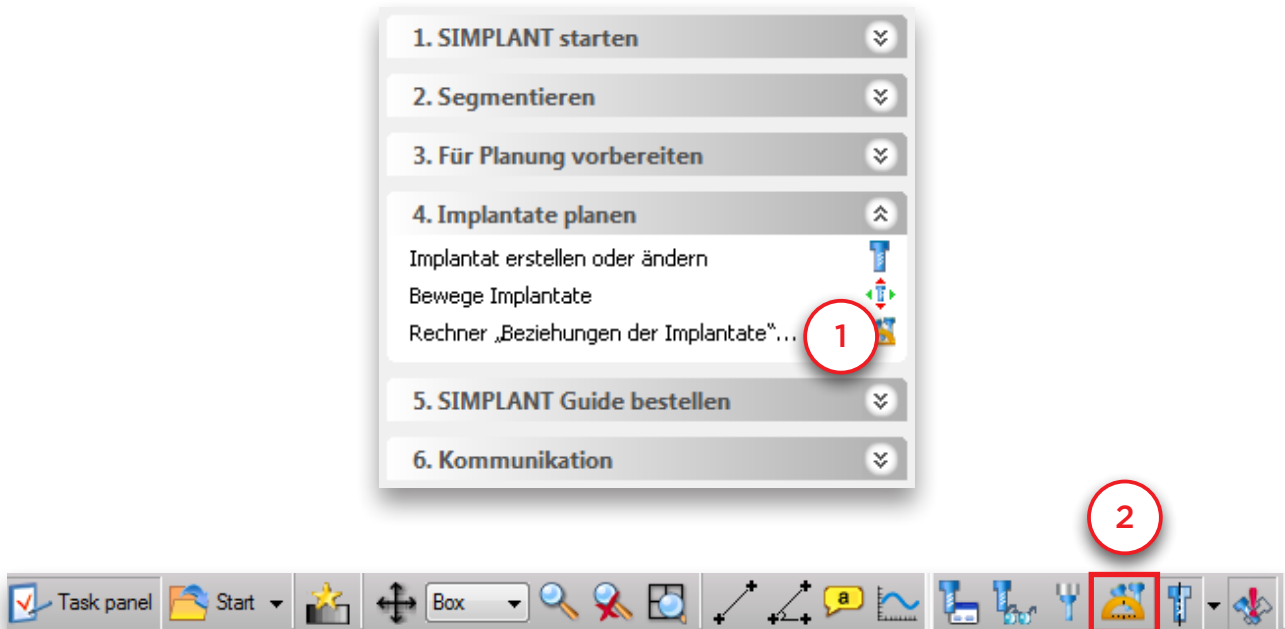 1. SIMPLANT starten
2. Segmentieren
3. Für Planung vorbereiten
4. Implantate planen
Implantat erstellen oder ändern
Bewege Implantate
Rechner „Beziehungen der Implantate"...
1
5. SIMPLANT Guide bestellen
6. Kommunikation
2
Task panel Start Box a